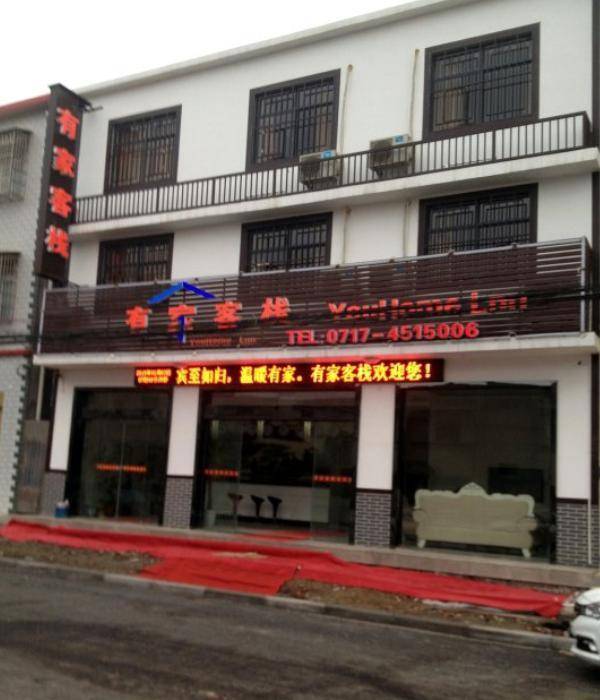 有家客栈
有家客栈 YouHome Lnn
TEL:0717-4515006
宾至如归，温暖有家。有家客栈欢迎您！